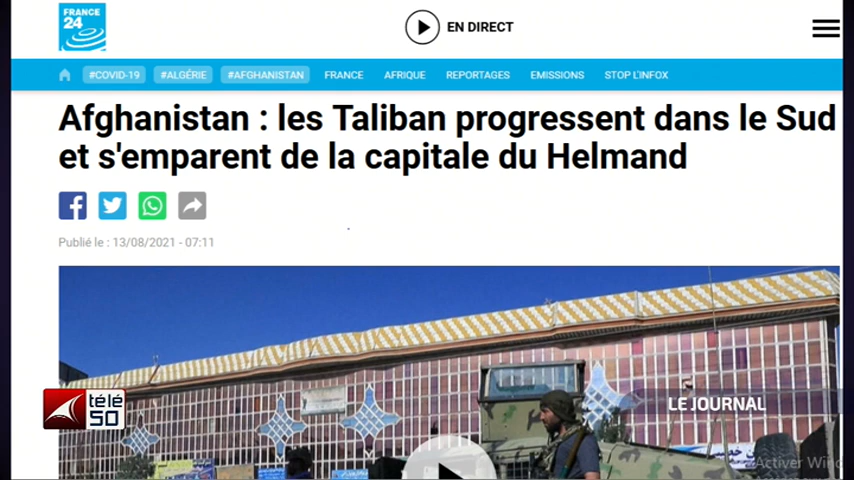 FRANCE
24
EN DIRECT
#COVID-19 #ALGÉRIE #AFGHANISTAN FRANCE AFRIQUE REPORTAGES EMISSIONS STOP L'INFOX
Afghanistan : les Taliban progressent dans le Sud
et s'emparent de la capitale du Helmand
Publié le : 13/08/2021 - 07:11
télé
50
LE JOURNAL
Activer Wind